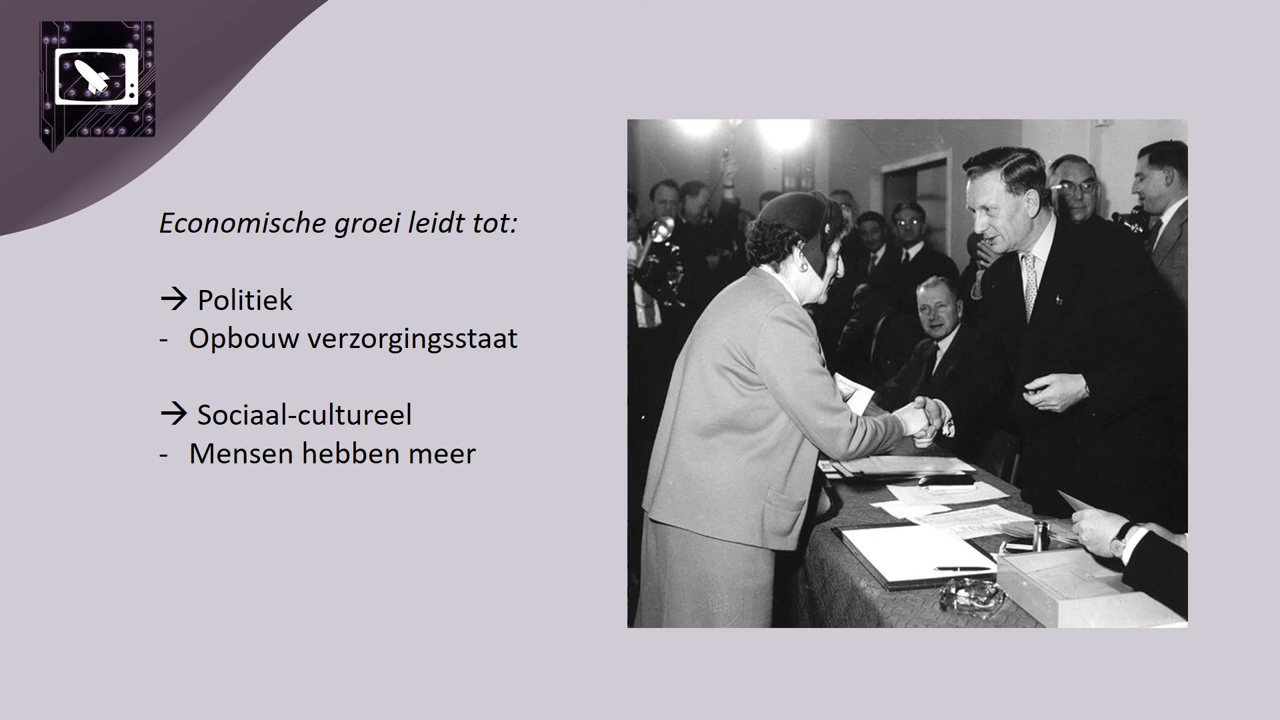 Economische groei leidt tot:
→ Politiek
- Opbouw verzorgingsstaat
→ Sociaal-cultureel
- Mensen hebben meer